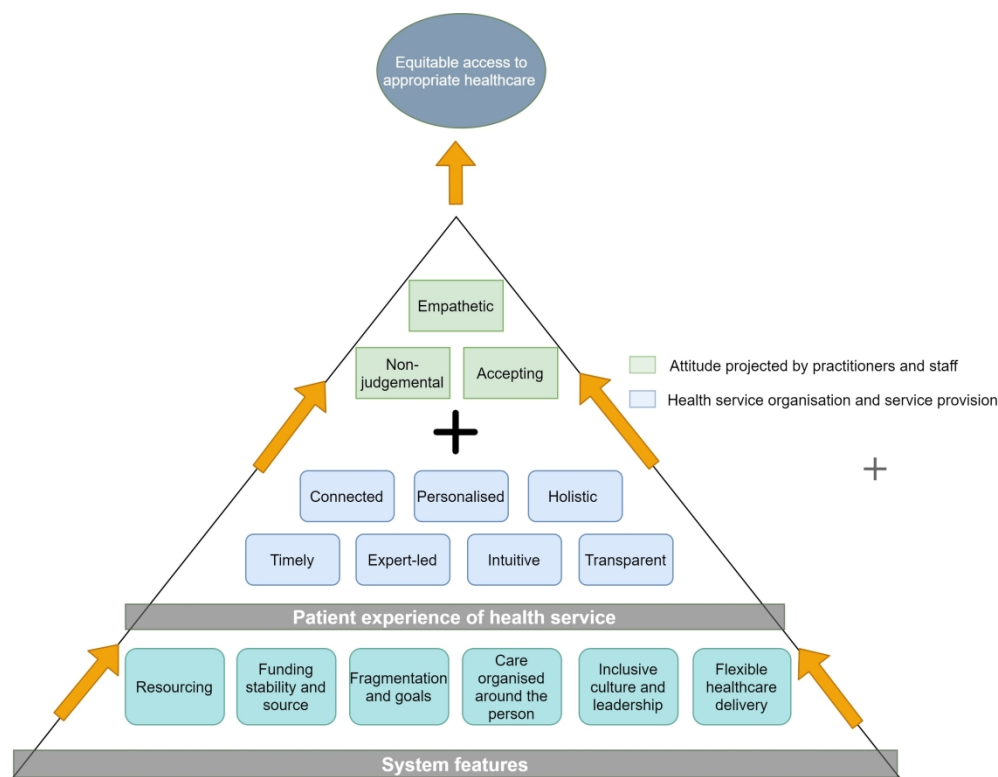 Equitable access to
appropriate healthcare
Empathetic
Non-
judgemental
Accepting
Attitude projected by practitioners and staff
Health service organisation and service provision
Connected
Personalised
Holistic
Timely
Expert-led
Intuitive
Transparent
Patient experience of health service
Resourcing
Funding
stability and
source
Fragmentation
and goals
Care
organised
around the
person
Inclusive
culture and
leadership
Flexible
healthcare
delivery
System features